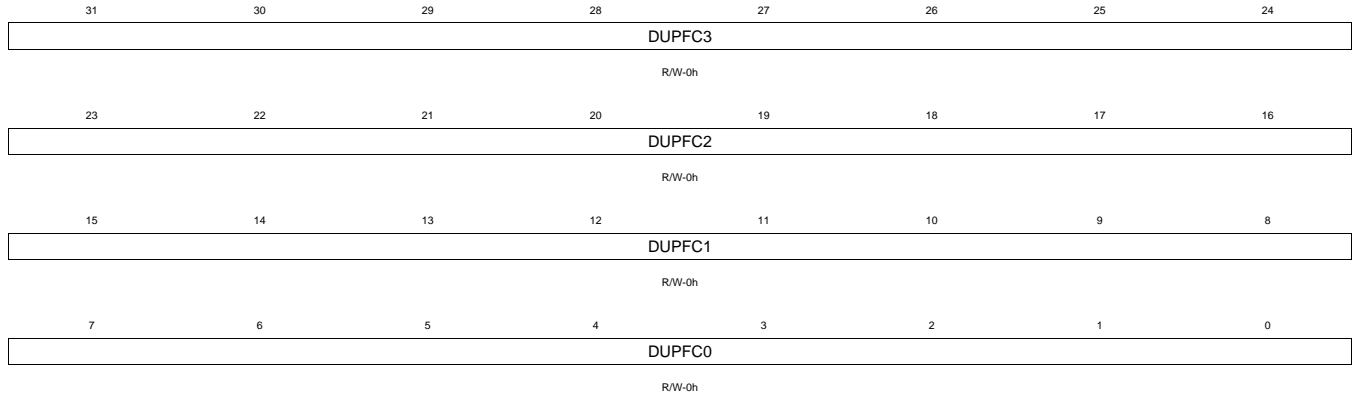 31 30 29 28 27 26 25 24
DUPFC3
R/W-0h
23 22 21 20 19 18 17 16
DUPFC2
R/W-0h
15 14 13 12 11 10 9 8
DUPFC1
R/W-0h
7 6 5 4 3 2 1 0
DUPFC0
R/W-0h